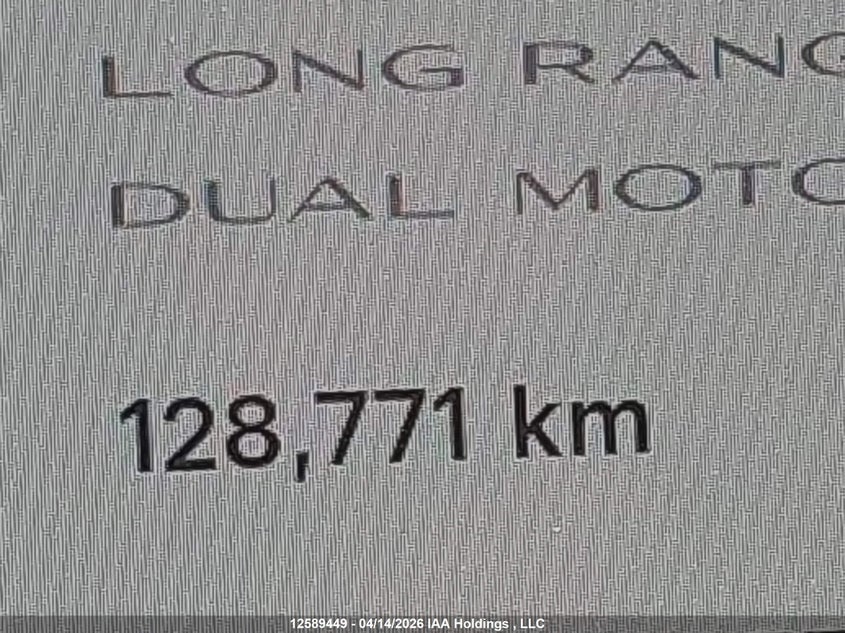 LONG RANG
DUAL MOTO
128,771 km
12589449 - 04/14/2026 IAA Holdings , LLC